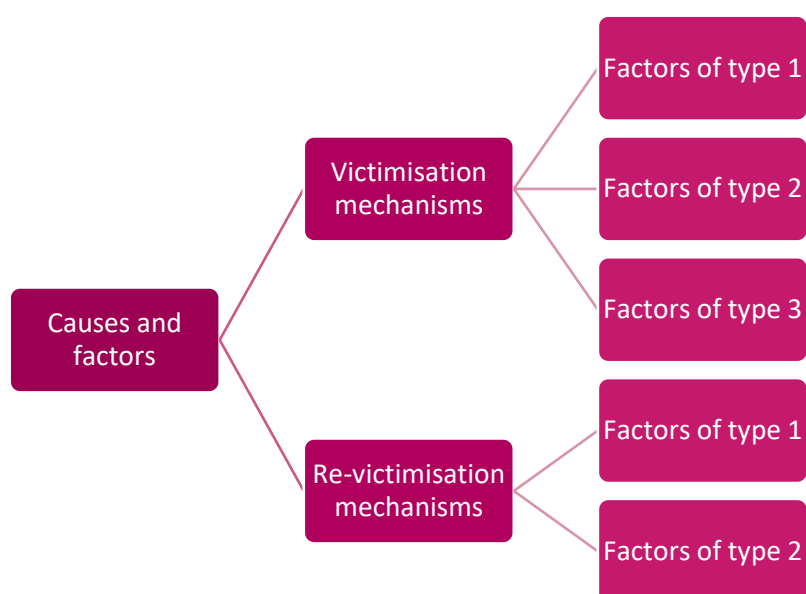 Causes and
factors
Victimisation
mechanisms
Factors of type 1
Factors of type 2
Factors of type 3
Re-victimisation
mechanisms
Factors of type 1
Factors of type 2